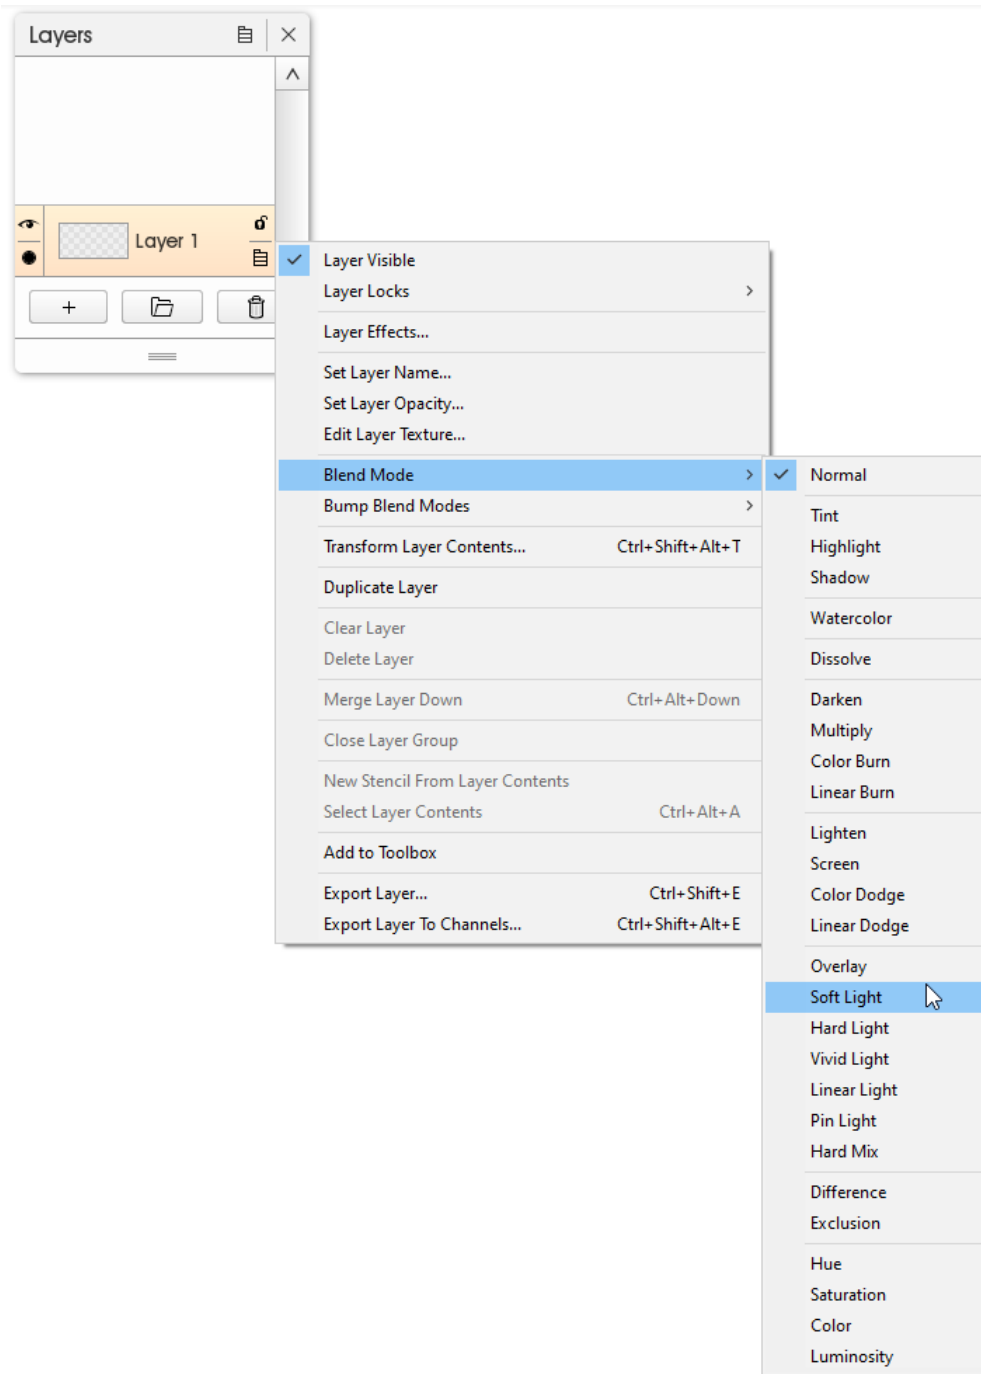 Layers
Layer 1
Layer Visible
Layer Locks
Layer Effects...
Set Layer Name...
Set Layer Opacity...
Edit Layer Texture...
Blend Mode
Bump Blend Modes
Transform Layer Contents... Ctrl+Shift+Alt+T
Duplicate Layer
Clear Layer
Delete Layer
Merge Layer Down Ctrl+Alt+Down
Close Layer Group
New Stencil From Layer Contents
Select Layer Contents Ctrl+Alt+A
Add to Toolbox
Export Layer... Ctrl+Shift+E
Export Layer To Channels... Ctrl+Shift+Alt+E
Normal
Tint
Highlight
Shadow
Watercolor
Dissolve
Darken
Multiply
Color Burn
Linear Burn
Lighten
Screen
Color Dodge
Linear Dodge
Overlay
Soft Light
Hard Light
Vivid Light
Linear Light
Pin Light
Hard Mix
Difference
Exclusion
Hue
Saturation
Color
Luminosity